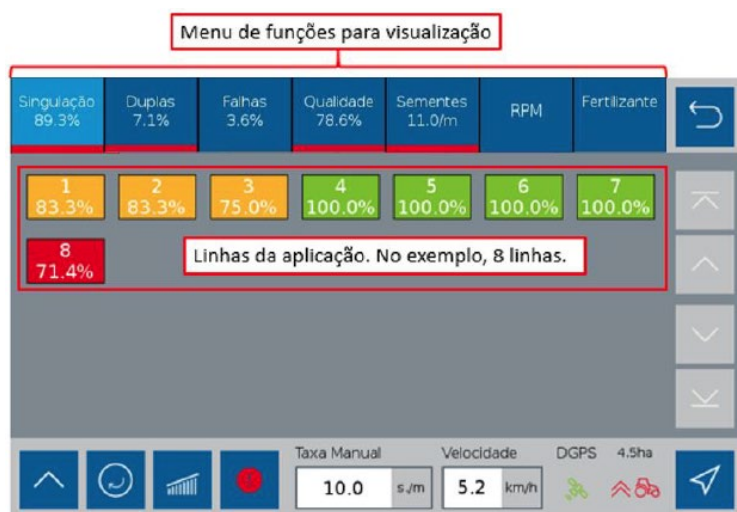 Menu de funções para visualização
Singulação Duplas Falhas Qualidade Sementes RPM Fertilizante
89.3% 7.1% 3.6% 78.6% 11.0/m
1 2 3 4 5 6 7
83.3% 83.3% 75.0% 100.0% 100.0% 100.0% 100.0%
8
71.4%
Linhas da aplicação. No exemplo, 8 linhas.
Taxa Manual Velocidade DGPS 4.5ha
10.0 s./m 5.2 km/h